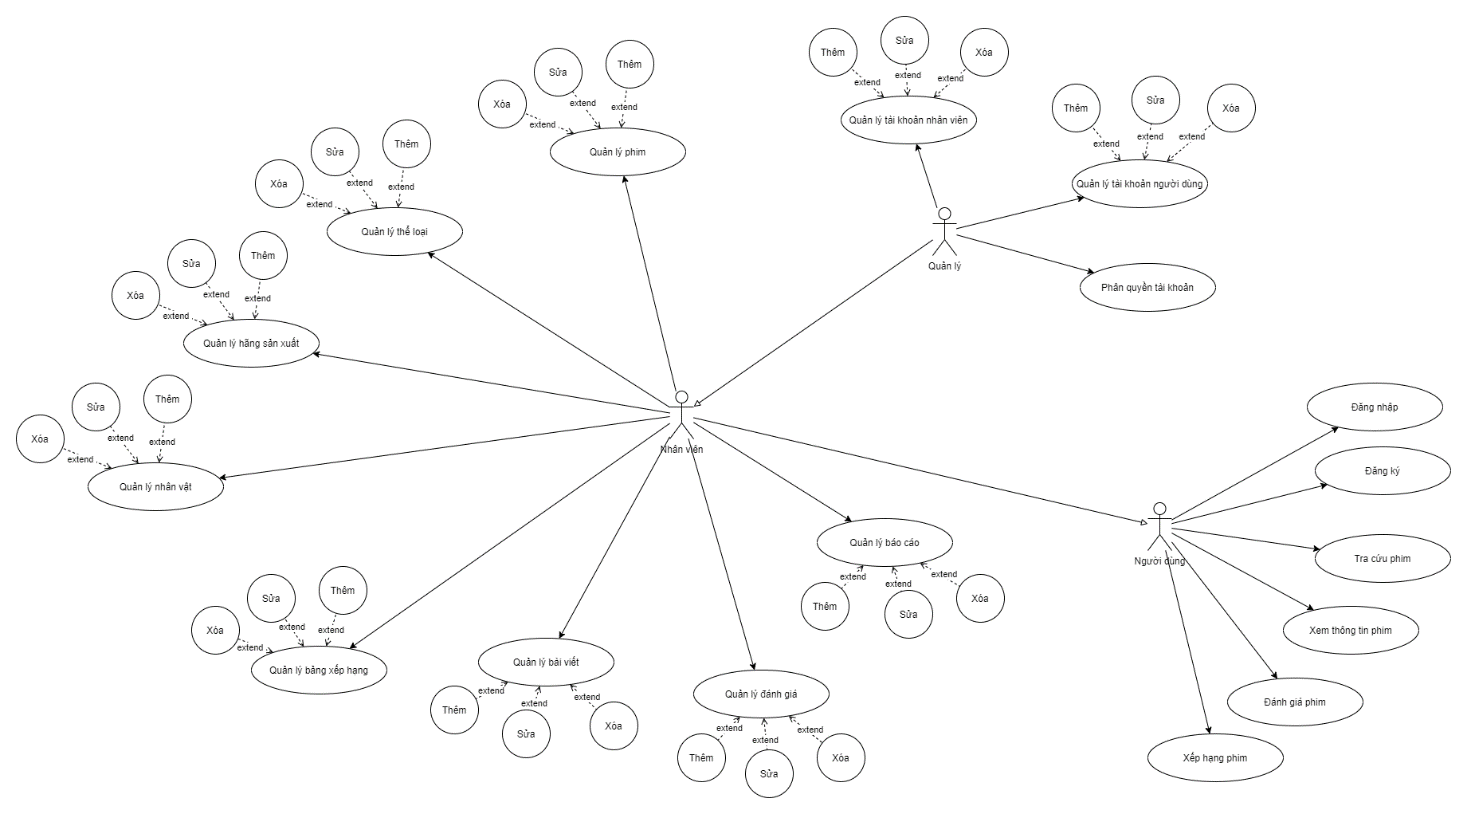 Thêm
Sửa
Xóa
extend
extend
extend
Quản lý tài khoản nhân viên
Xóa
Sửa
Thêm
extend
extend
extend
Quản lý phim
Thêm
Sửa
Xóa
extend
extend
extend
Quản lý tài khoản người dùng
Xóa
Sửa
Thêm
extend
extend
extend
Quản lý thể loại
Quản lý
Phân quyền tài khoản
Xóa
Sửa
Thêm
extend
extend
extend
Quản lý hãng sản xuất
Xóa
Sửa
Thêm
extend
extend
extend
Quản lý nhân vật
Nhân viên
Đăng nhập
Đăng ký
Tra cứu phim
Người dùng
Xem thông tin phim
Đánh giá phim
Xếp hạng phim
Quản lý báo cáo
extend
extend
extend
Thêm
Sửa
Xóa
Xóa
Sửa
Thêm
extend
extend
extend
Quản lý bảng xếp hạng
Quản lý bài viết
extend
extend
extend
Thêm
Sửa
Xóa
Quản lý đánh giá
extend
extend
extend
Thêm
Sửa
Xóa